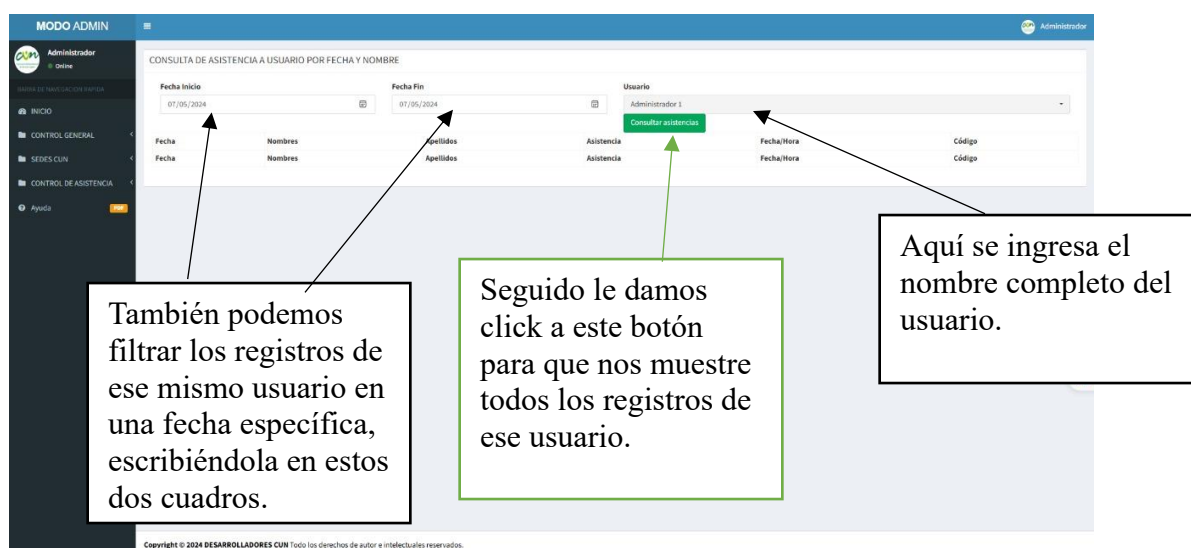 MODO ADMIN
Administrador
Administrador
Online
BARRA DE NAVEGACION RAPIDA
INICIO
CONTROL GENERAL
SEDES CUN
CONTROL DE ASISTENCIA
Ayuda PDF
CONSULTA DE ASISTENCIA A USUARIO POR FECHA Y NOMBRE
Fecha Inicio Fecha Fin Usuario
07/05/2024 07/05/2024 Administrador 1
Consultar asistencias
Fecha Nombres Apellidos Asistencia Fecha/Hora Código
Fecha Nombres Apellidos Asistencia Fecha/Hora Código
También podemos
filtrar los registros de
ese mismo usuario en
una fecha específica,
escribiéndola en estos
dos cuadros.
Seguido le damos
click a este botón
para que nos muestre
todos los registros de
ese usuario.
Aquí se ingresa el
nombre completo del
usuario.
Copyright © 2024 DESARROLLADORES CUN Todo los derechos de autor e intelectuales reservados.